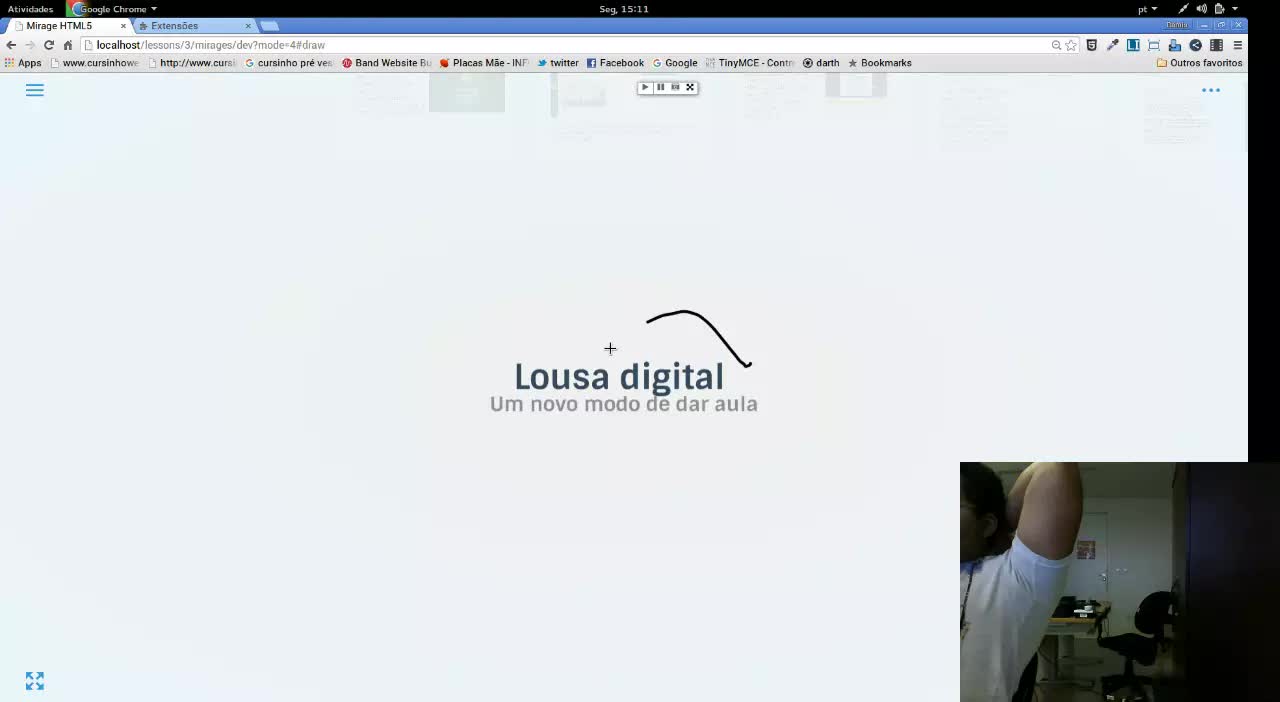 Atividades Google Chrome Seg, 15:11 pt
Mirage HTML5 Extensões
localhost/lessons/3/mirages/dev?mode=4#draw
Apps www.cursinhowe http://www.cursi cursinho pré ves Band Website Bu Placas Mãe - INF twitter Facebook Google TinyMCE - Contr darth Bookmarks Outros favoritos
Lousa digital
Um novo modo de dar aula